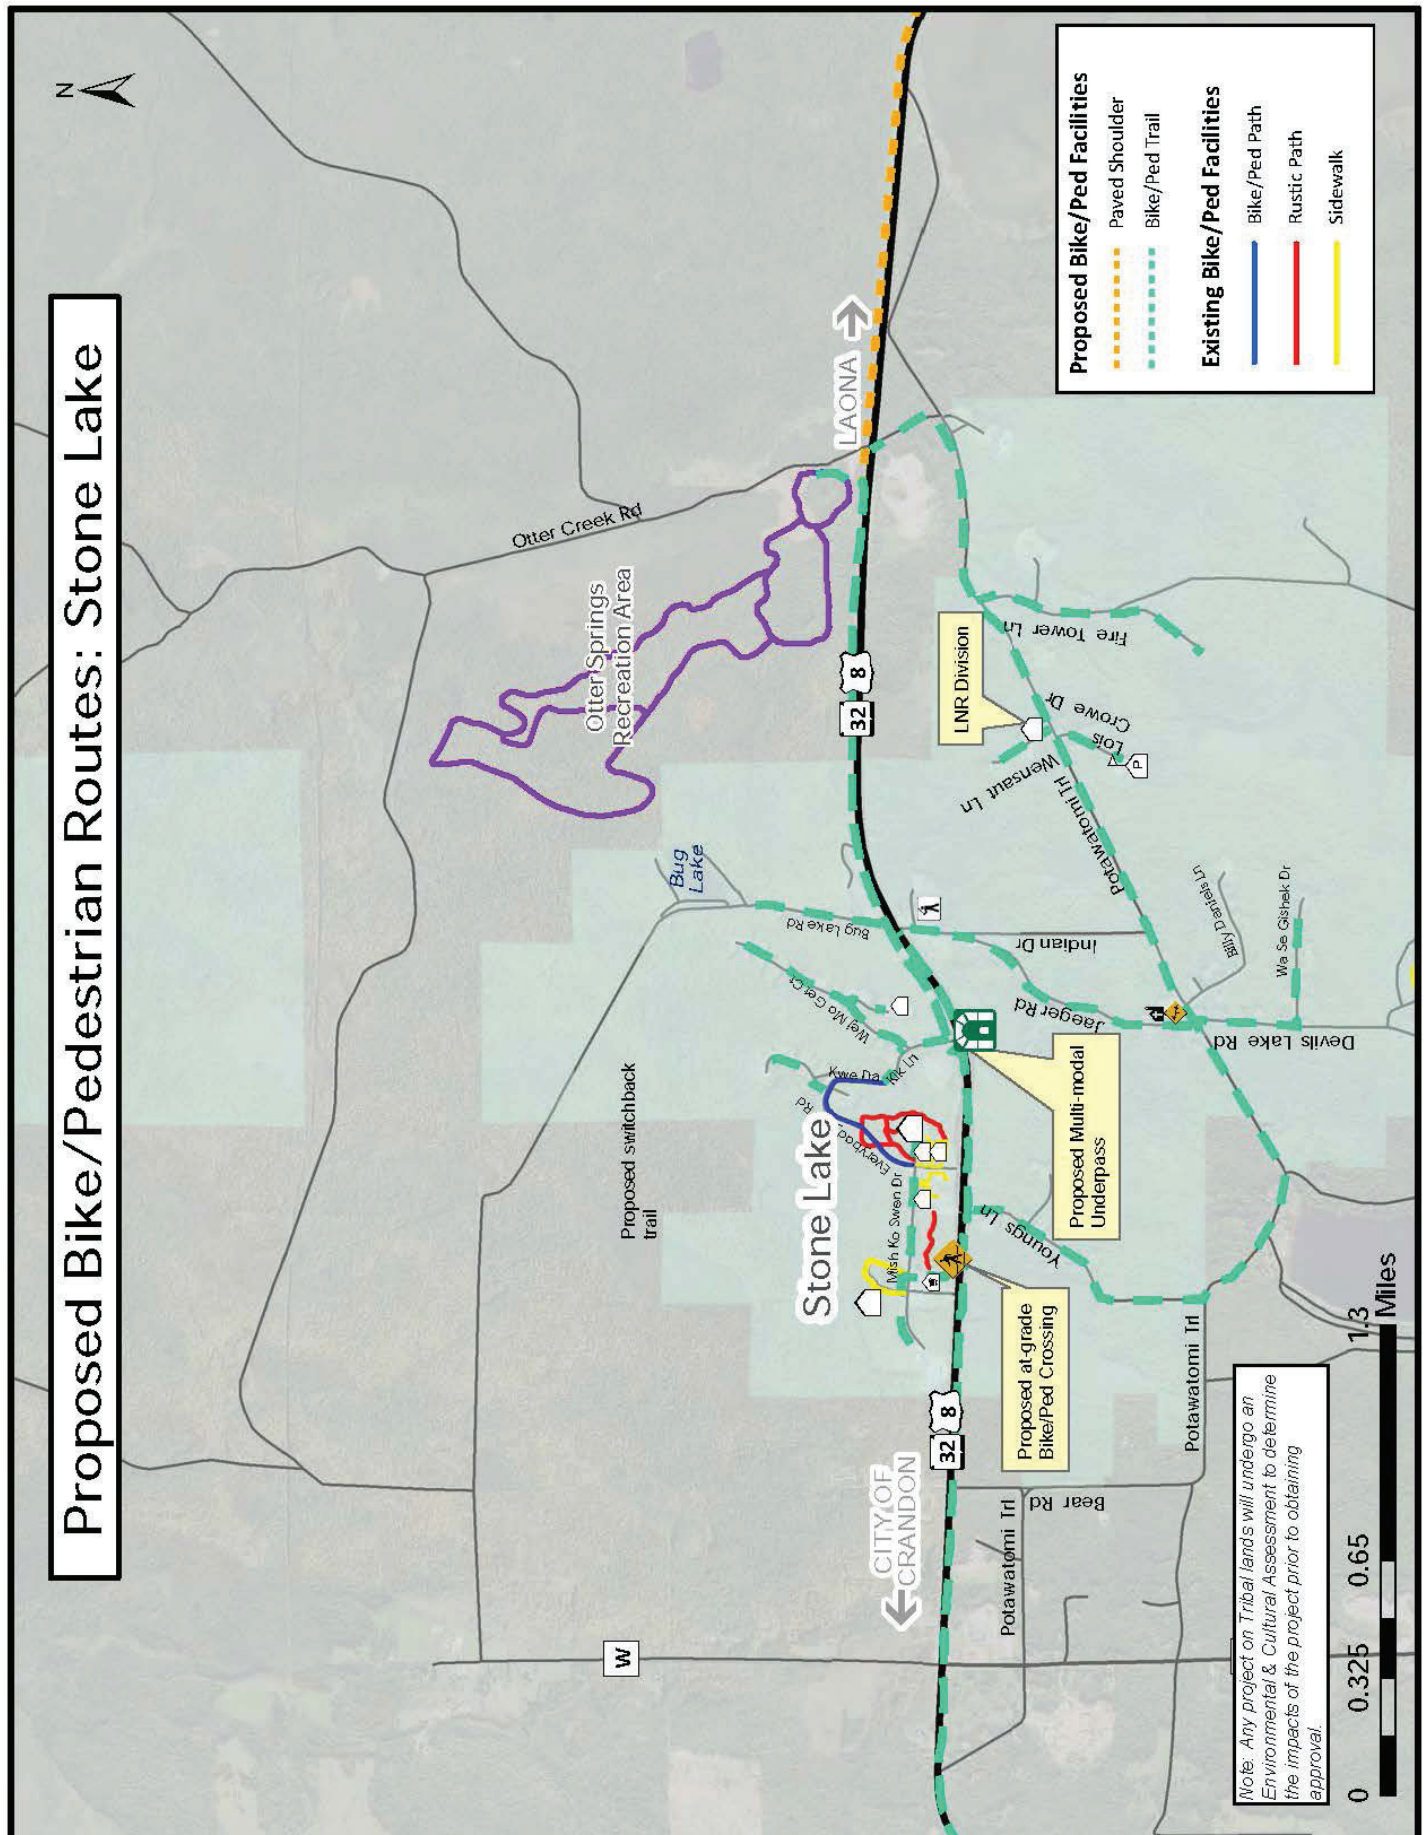 Proposed Bike/Pedestrian Routes: Stone Lake
N
Otter Creek Rd
Otter Springs
Recreation Area
W
Proposed switchback
trail
Bug
Lake
Bug Lake Rd
Wej Mo Get Ct
Kwe Da
Kik Ln
Everybad
Rd
Stone Lake
Mish Ko Swen Dr
CITY OF
CRANDON
LAONA
32
8
32
8
LNR Division
Wensaut Ln
Lois
Crowe Dr
P
Fire Tower Ln
Potawatomi Trl
Indian Dr
Jaeger Rd
Billy Daniels Ln
Wa Se Gishek Dr
Devils Lake Rd
Youngs Ln
Proposed Multi-modal
Underpass
Proposed at-grade
Bike/Ped Crossing
Potawatomi Trl
Bear Rd
Potawatomi Trl
Proposed Bike/Ped Facilities
Paved Shoulder
Bike/Ped Trail
Existing Bike/Ped Facilities
Bike/Ped Path
Rustic Path
Sidewalk
Note: Any project on Tribal lands will undergo an
Environmental & Cultural Assessment to determine
the impacts of the project prior to obtaining
approval.
0 0.325 0.65 1.3
Miles